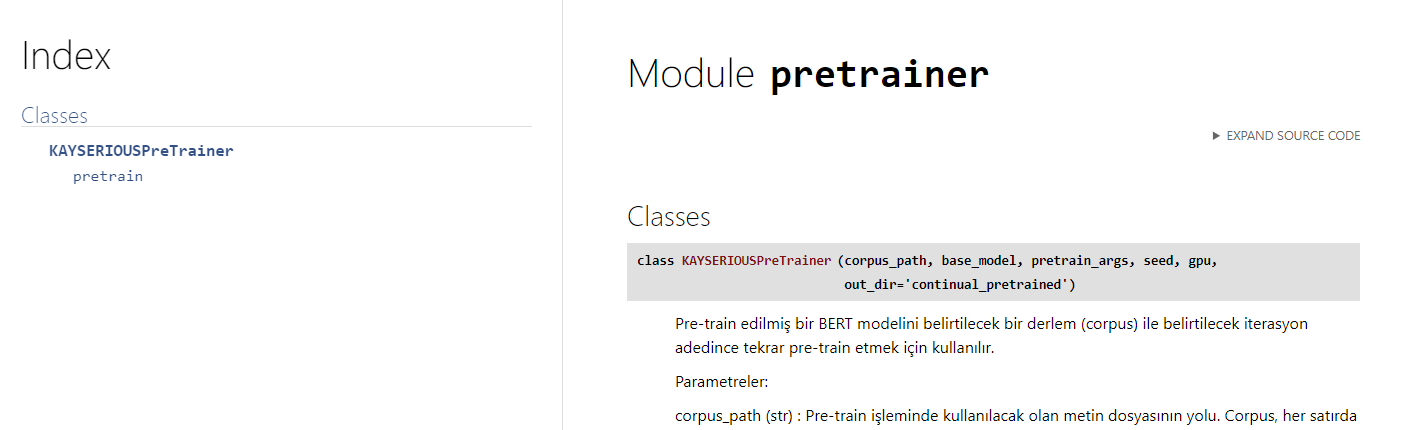 Index
Classes
KAYSERIOUSPreTrainer
pretrain
Module pretrainer
EXPAND SOURCE CODE
Classes
class KAYSERIOUSPreTrainer (corpus_path, base_model, pretrain_args, seed, gpu,
out_dir='continual_pretrained')
Pre-train edilmiş bir BERT modelini belirtilecek bir derlem (corpus) ile belirtilecek iterasyon
adedince tekrar pre-train etmek için kullanılır.
Parametreler:
corpus_path (str) : Pre-train işleminde kullanılacak olan metin dosyasının yolu. Corpus, her satırda